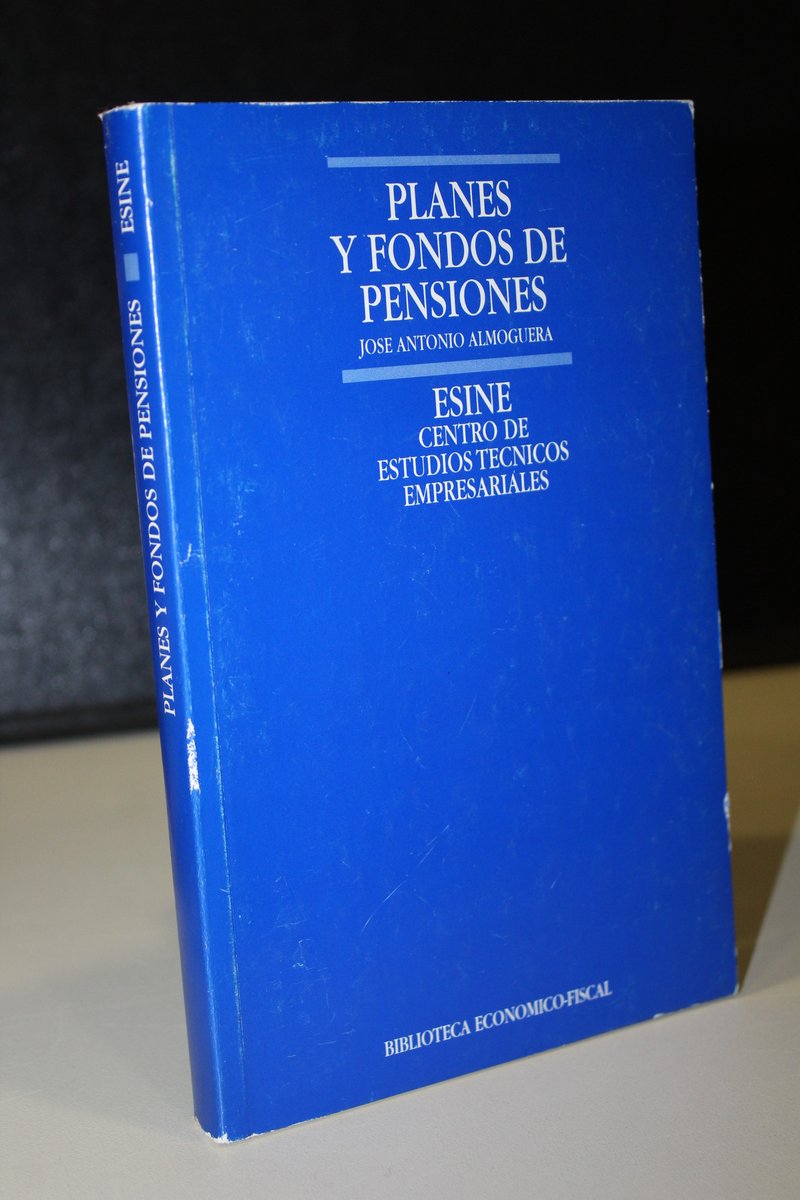 PLANES
Y FONDOS DE
PENSIONES
JOSE ANTONIO ALMOGUERA
ESINE
CENTRO DE
ESTUDIOS TECNICOS
EMPRESARIALES
BIBLIOTECA ECONOMICO-FISCAL
PLANES Y FONDOS DE PENSIONES ESINE